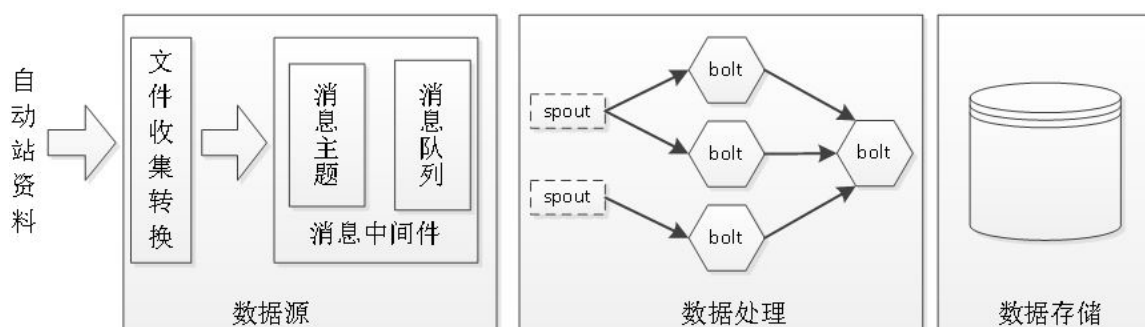 自动站资料
文件收集转换
消息主题
消息队列
消息中间件
数据源
spout
spout
bolt
bolt
bolt
bolt
数据处理
数据存储